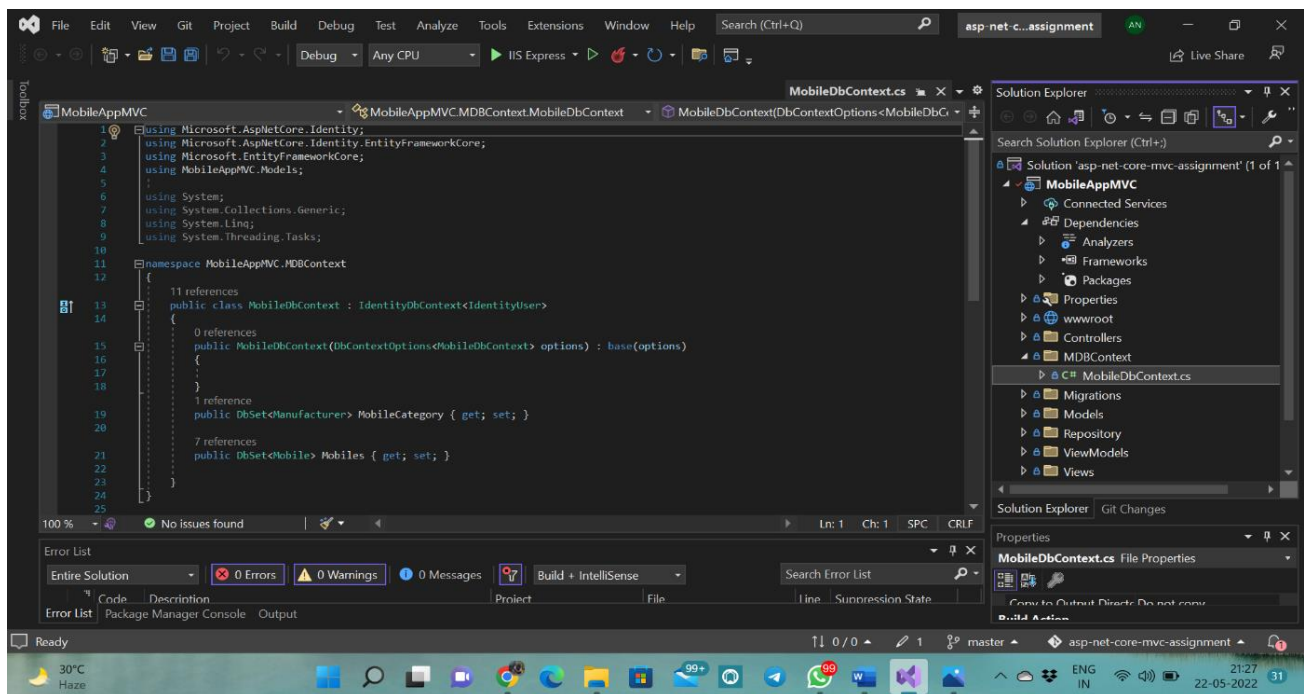 File Edit View Git Project Build Debug Test Analyze Tools Extensions Window Help Search (Ctrl+Q) asp-net-c...assignment AN
Debug Any CPU IIS Express Live Share
Toolbox
MobileDbContext.cs
MobileAppMVC MobileAppMVC.MDBContext.MobileDbContext MobileDbContext(DbContextOptions<MobileDbC
1 using Microsoft.AspNetCore.Identity;
2 using Microsoft.AspNetCore.Identity.EntityFrameworkCore;
3 using Microsoft.EntityFrameworkCore;
4 using MobileAppMVC.Models;
5
6 using System;
7 using System.Collections.Generic;
8 using System.Linq;
9 using System.Threading.Tasks;
10
11 namespace MobileAppMVC.MDBContext
12 {
11 references
13 public class MobileDbContext : IdentityDbContext<IdentityUser>
14 {
0 references
15 public MobileDbContext(DbContextOptions<MobileDbContext> options) : base(options)
16 {
17
18 }
1 reference
19 public DbSet<Manufacturer> MobileCategory { get; set; }
20
7 references
21 public DbSet<Mobile> Mobiles { get; set; }
22
23 }
24 }
25
100 % No issues found Ln: 1 Ch: 1 SPC CRLF
Error List
Entire Solution 0 Errors 0 Warnings 0 Messages Build + IntelliSense Search Error List
Code Description Project File Line Suppression State
Error List Package Manager Console Output
Solution Explorer
Search Solution Explorer (Ctrl+;)
Solution 'asp-net-core-mvc-assignment' (1 of 1
MobileAppMVC
Connected Services
Dependencies
Analyzers
Frameworks
Packages
Properties
wwwroot
Controllers
MDBContext
C# MobileDbContext.cs
Migrations
Models
Repository
ViewModels
Views
Solution Explorer Git Changes
Properties
MobileDbContext.cs File Properties
Copy to Output Directc Do not copy
Build Action
Ready 0/0 1 master asp-net-core-mvc-assignment 1
30°C
Haze
99+ 99 W
ENG
IN
21:27
22-05-2022 31